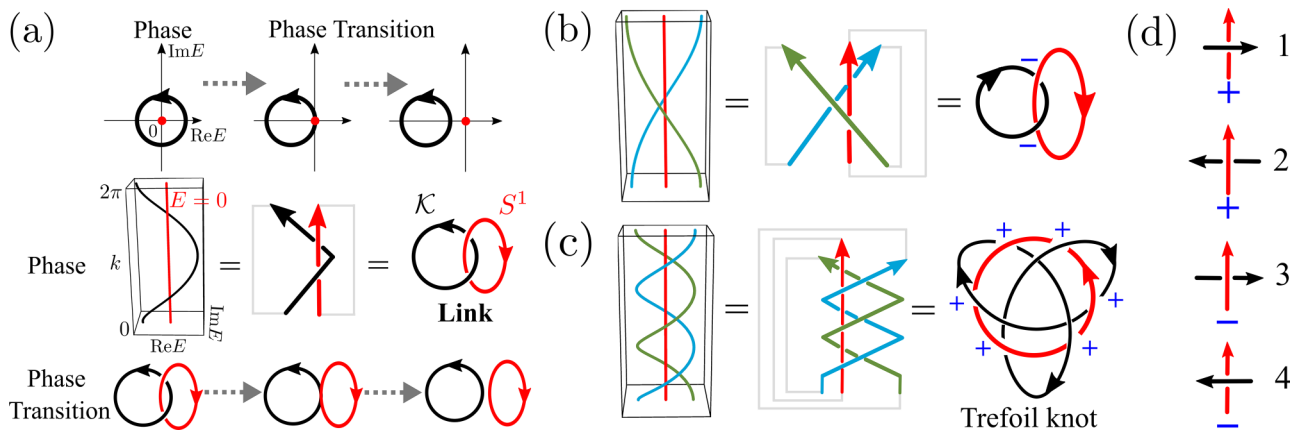 (a)
Phase
Phase Transition
ImE
0
ReE
2π
E = 0
Phase
k
0
ReE
ImE
=
=
𝒦
S¹
Link
Phase
Transition
(b)
=
=
−
−
(c)
=
=
+
+
+
+
+
+
Trefoil knot
(d)
1
+
2
+
3
−
4
−